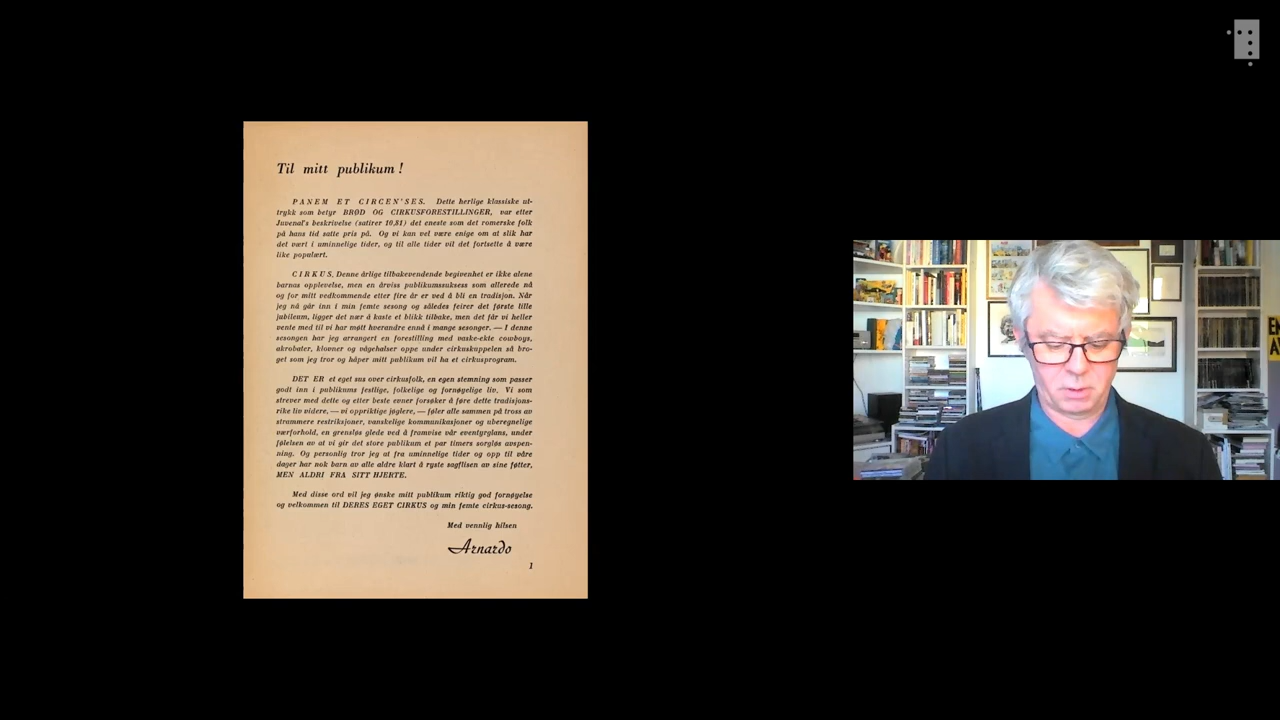 Til mitt publikum !
PANEM ET CIRCEN'SES. Dette herlige klassiske ut-
trykk som betyr BRØD OG CIRKUSFORESTILLINGER, var etter
Juvenal's beskrivelse (satirer 10,81) det eneste som det romerske folk
på hans tid satte pris på. Og vi kan vel være enige om at slik har
det vært i uminnelige tider, og til alle tider vil det fortsette å være
like populært.
CIRKUS, Denne årlige tilbakevendende begivenhet er ikke alene
barnas opplevelse, men en årviss publikumssuksess som allerede nå
og for mitt vedkommende etter fire år er ved å bli en tradisjon. Når
jeg nå går inn i min femte sesong og således feirer det første lille
jubileum, ligger det nær å kaste et blikk tilbake, men det får vi heller
vente med til vi har møtt hverandre ennå i mange sesonger. — I denne
sesongen har jeg arrangert en forestilling med vaske-ekte cowboys,
akrobater, klovner og vågehalser oppe under cirkuskuppelen så bro-
get som jeg tror og håper mitt publikum vil ha et cirkusprogram.
DET ER et eget sus over cirkusfolk, en egen stemning som passer
godt inn i publikums festlige, folkelige og fornøyelige liv. Vi som
strever med dette og etter beste evner forsøker å føre dette tradisjons-
rike liv videre, — vi oppriktige jøglere, — føler alle sammen på tross av
strammere restriksjoner, vanskelige kommunikasjoner og uberegnelige
værforhold, en grensløs glede ved å framvise vår eventyrglans, under
følelsen av at vi gir det store publikum et par timers sorgløs avspen-
ning. Og personlig tror jeg at fra uminnelige tider og opp til våre
dager har nok barn av alle aldre klart å ryste sagflisen av sine føtter,
MEN ALDRI FRA SITT HJERTE.
Med disse ord vil jeg ønske mitt publikum riktig god fornøyelse
og velkommen til DERES EGET CIRKUS og min femte cirkus-sesong.
Med vennlig hilsen
Arnardo
1